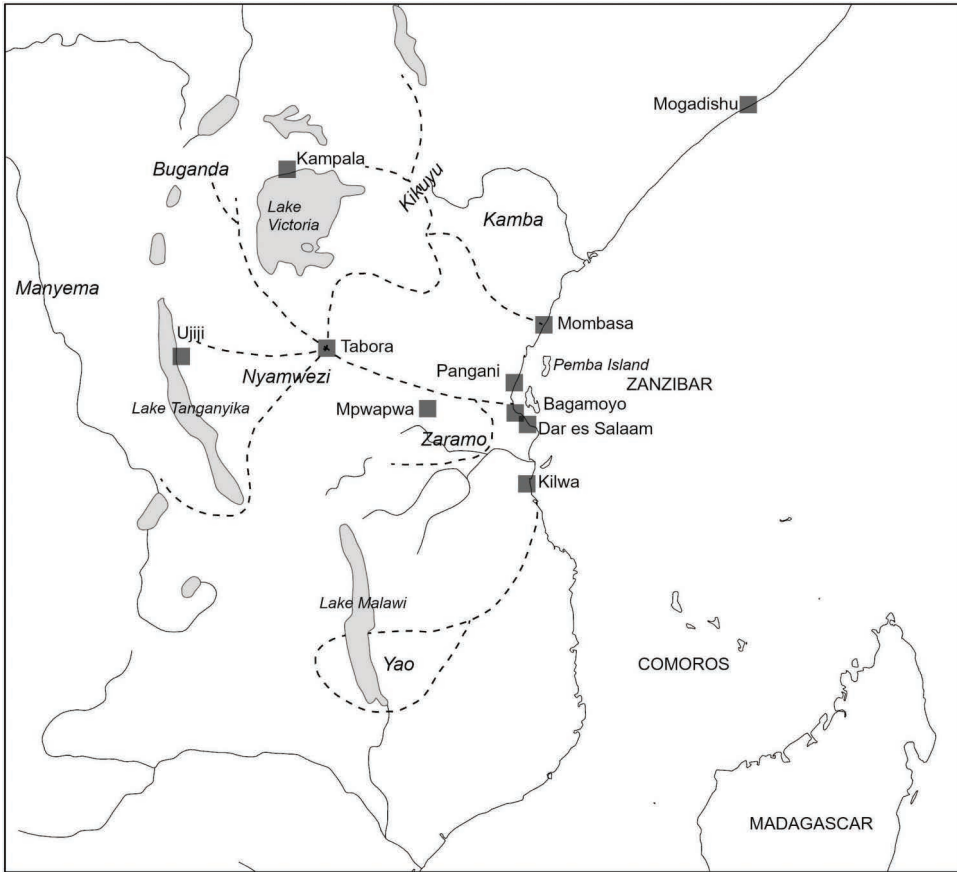 Mogadishu
Kampala
Buganda
Kikuyu
Lake
Victoria
Kamba
Manyema
Mombasa
Ujiji
Tabora
Pemba Island
Pangani
Nyamwezi
ZANZIBAR
Lake Tanganyika
Mpwapwa
Bagamoyo
Dar es Salaam
Zaramo
Kilwa
Lake Malawi
Yao
COMOROS
MADAGASCAR